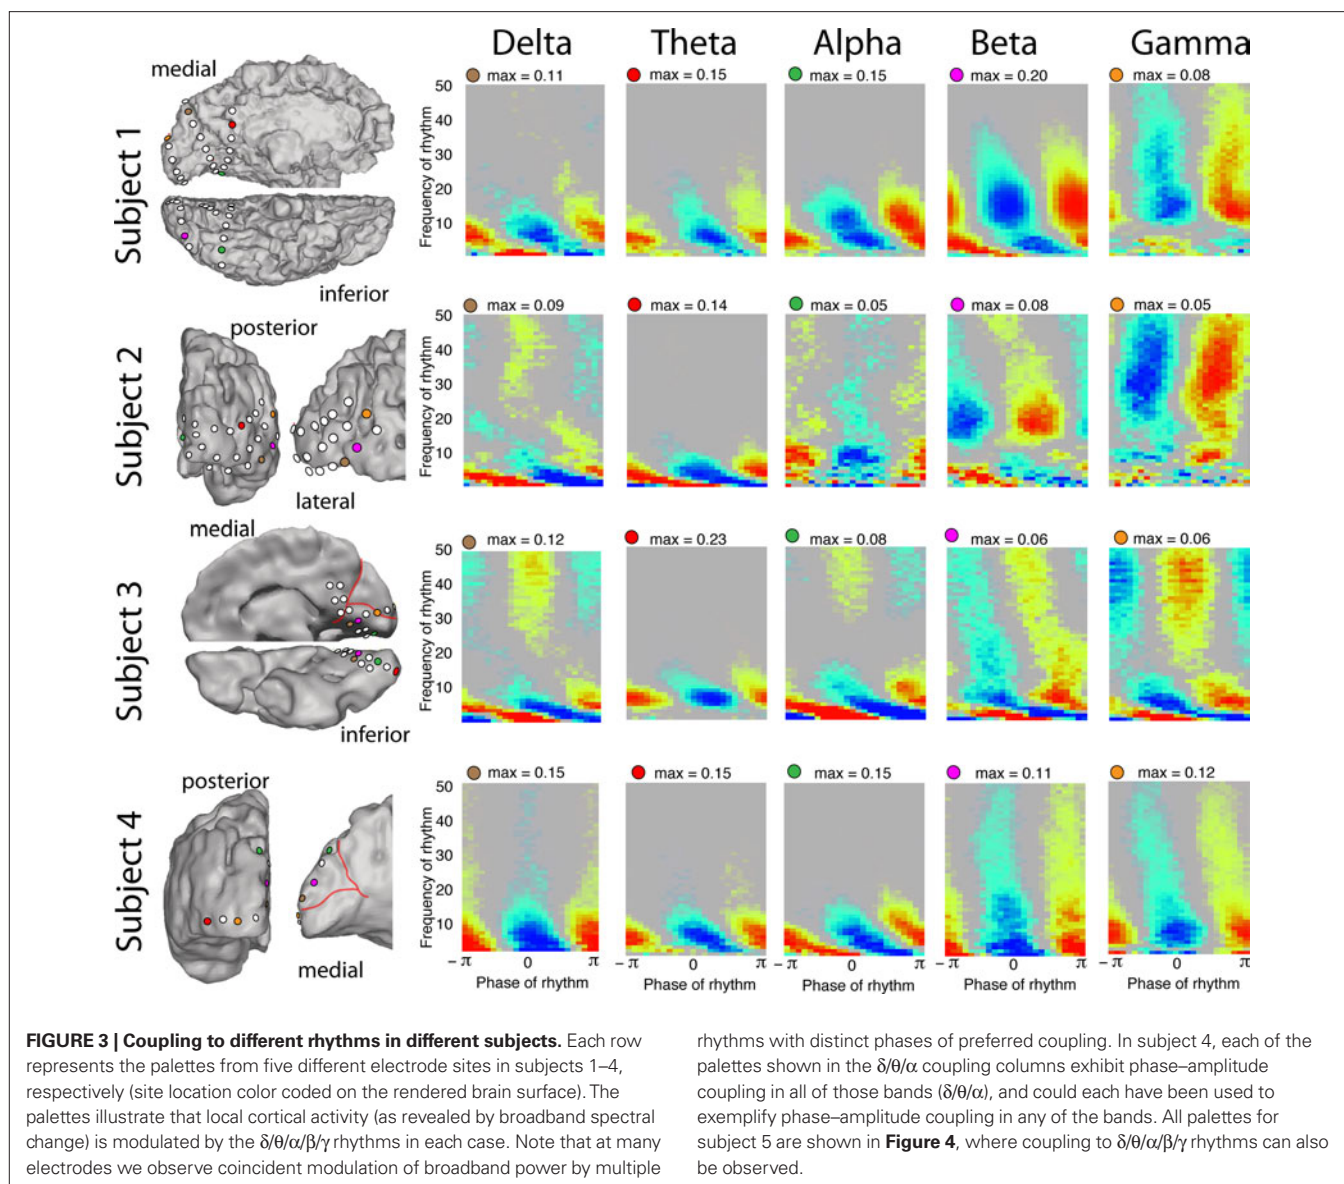 Delta Theta Alpha Beta Gamma
Subject 1
medial
inferior
Frequency of rhythm
50
40
30
20
10
max = 0.11
max = 0.15
max = 0.15
max = 0.20
max = 0.08
Subject 2
posterior
lateral
Frequency of rhythm
50
40
30
20
10
max = 0.09
max = 0.14
max = 0.05
max = 0.08
max = 0.05
Subject 3
medial
inferior
Frequency of rhythm
50
40
30
20
10
max = 0.12
max = 0.23
max = 0.08
max = 0.06
max = 0.06
Subject 4
posterior
medial
Frequency of rhythm
50
40
30
20
10
max = 0.15
max = 0.15
max = 0.15
max = 0.11
max = 0.12
− π 0 π
Phase of rhythm
− π 0 π
Phase of rhythm
− π 0 π
Phase of rhythm
− π 0 π
Phase of rhythm
− π 0 π
Phase of rhythm
FIGURE 3 | Coupling to different rhythms in different subjects. Each row
represents the palettes from five different electrode sites in subjects 1–4,
respectively (site location color coded on the rendered brain surface). The
palettes illustrate that local cortical activity (as revealed by broadband spectral
change) is modulated by the δ/θ/α/β/γ rhythms in each case. Note that at many
electrodes we observe coincident modulation of broadband power by multiple
rhythms with distinct phases of preferred coupling. In subject 4, each of the
palettes shown in the δ/θ/α coupling columns exhibit phase–amplitude
coupling in all of those bands (δ/θ/α), and could each have been used to
exemplify phase–amplitude coupling in any of the bands. All palettes for
subject 5 are shown in Figure 4, where coupling to δ/θ/α/β/γ rhythms can also
be observed.